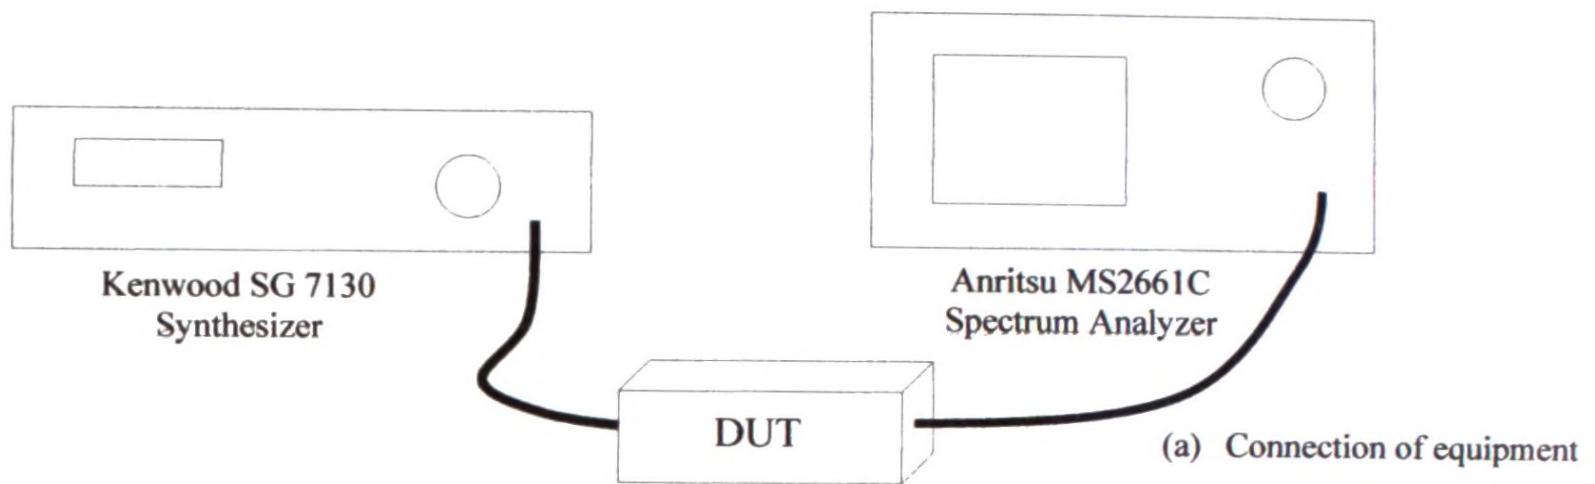 Kenwood SG 7130
Synthesizer
Anritsu MS2661C
Spectrum Analyzer
DUT
(a) Connection of equipment